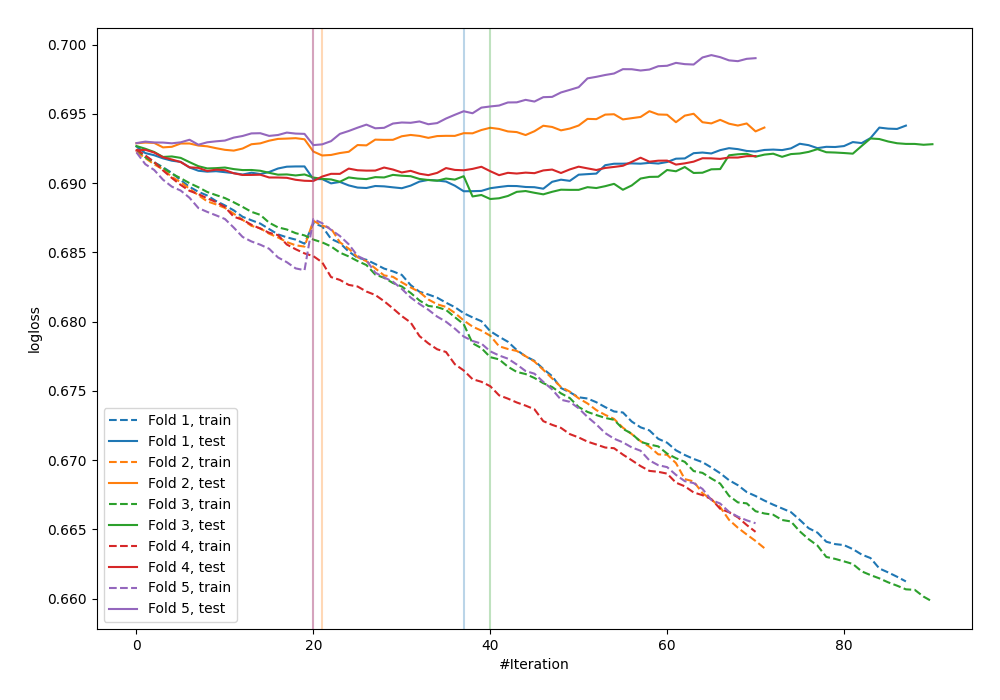 0.700
0.695
0.690
0.685
0.680
0.675
0.670
0.665
0.660
logloss
Fold 1, train
Fold 1, test
Fold 2, train
Fold 2, test
Fold 3, train
Fold 3, test
Fold 4, train
Fold 4, test
Fold 5, train
Fold 5, test
0 20 40 60 80
#Iteration